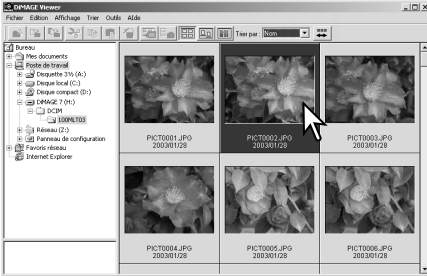 DiMAGE Viewer
Fichier Edition Affichage Trier Outils Aide
Trier par : Nom
Bureau
Mes documents
Poste de travail
Disquette 3½ (A:)
Disque local (C:)
Disque compact (D:)
DiMAGE 7 (H:)
DCIM
100MLT03
Réseau (Z:)
Panneau de configuration
Favoris réseau
Internet Explorer
PICT0001.JPG PICT0002.JPG PICT0003.JPG
2003/01/28 2003/01/28 2003/01/28
PICT0004.JPG PICT0005.JPG PICT0006.JPG
2003/01/28 2003/01/28 2003/01/28